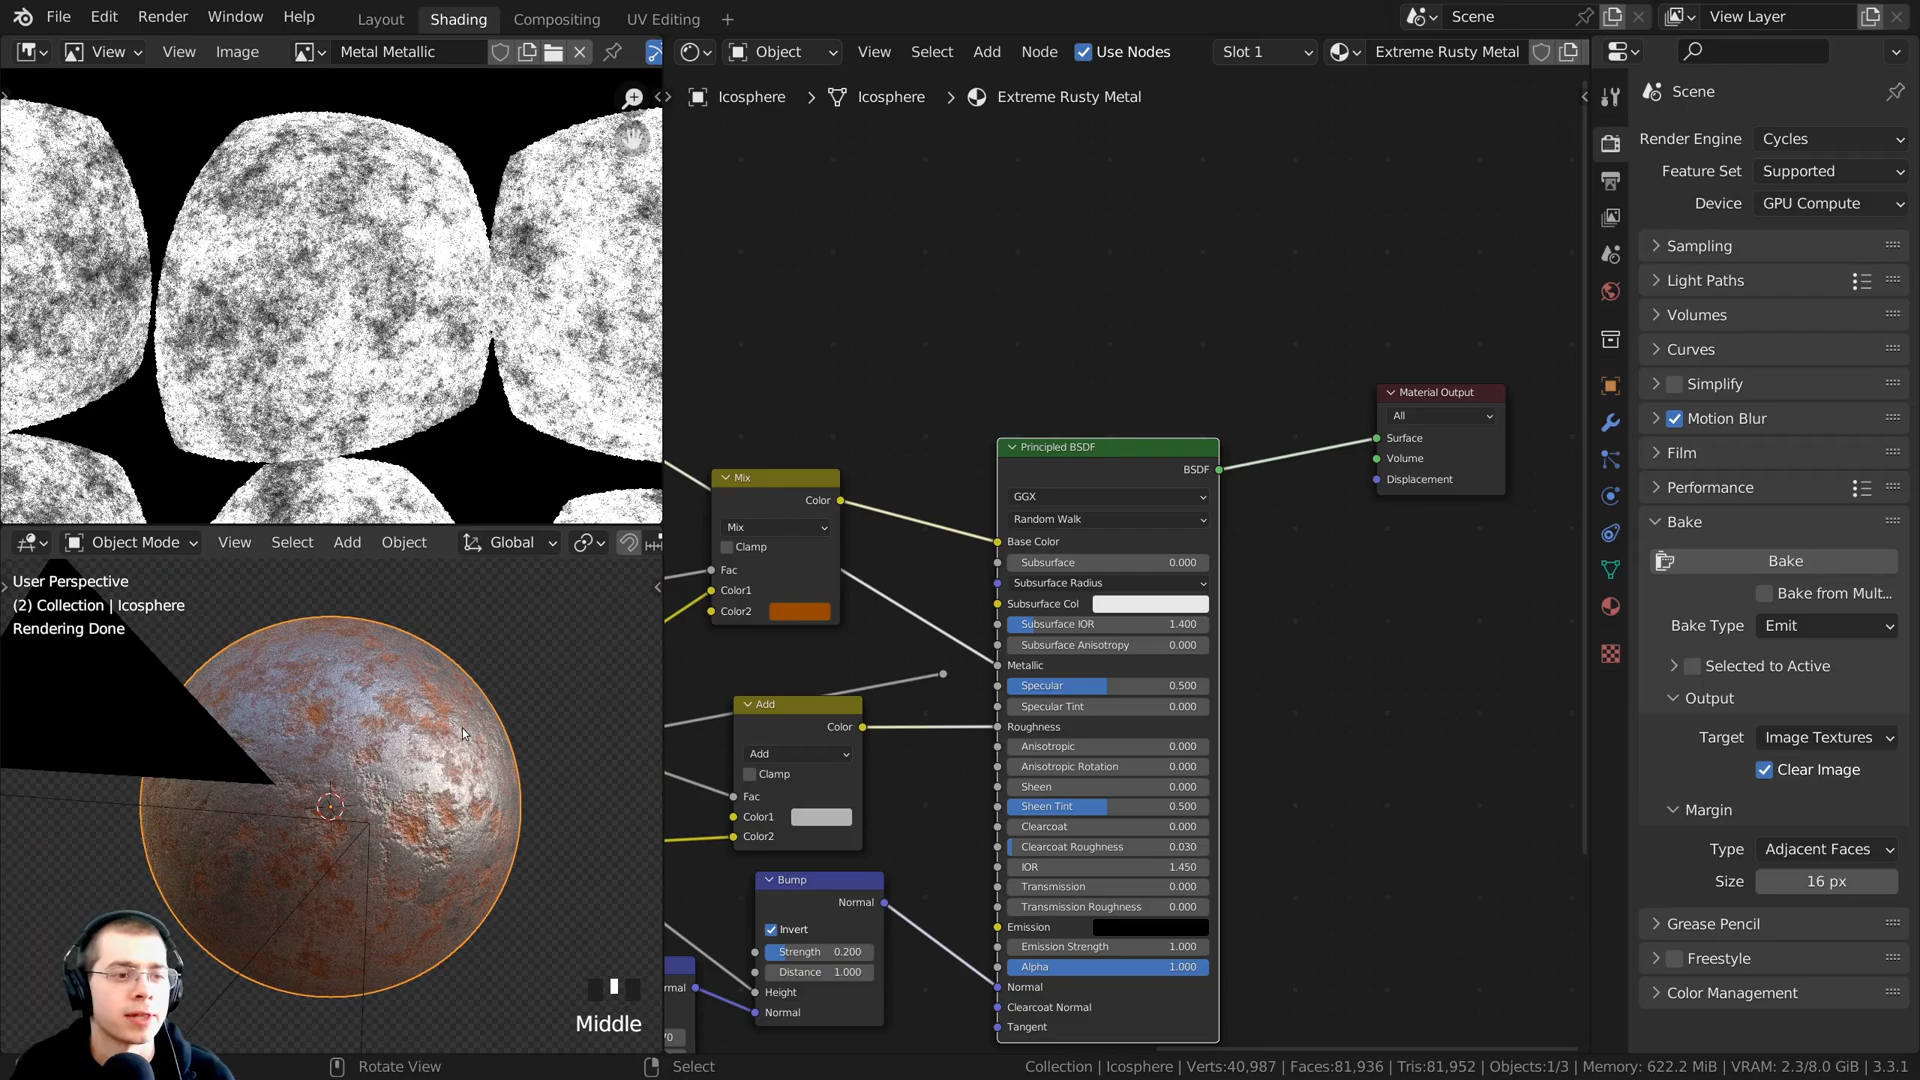 File Edit Render Window Help Layout Shading Compositing UV Editing + Scene View Layer
View View Image Metal Metallic Object View Select Add Node Use Nodes Slot 1 Extreme Rusty Metal
Icosphere > Icosphere > Extreme Rusty Metal
Scene
Render Engine Cycles
Feature Set Supported
Device GPU Compute
Sampling
Light Paths
Volumes
Curves
Simplify
Motion Blur
Film
Performance
Bake
Bake
Bake from Mult...
Bake Type Emit
Selected to Active
Output
Target Image Textures
Clear Image
Margin
Type Adjacent Faces
Size 16 px
Grease Pencil
Freestyle
Color Management
Material Output
All
Surface
Volume
Displacement
Principled BSDF
BSDF
GGX
Random Walk
Base Color
Subsurface 0.000
Subsurface Radius
Subsurface Col
Subsurface IOR 1.400
Subsurface Anisotropy 0.000
Metallic
Specular 0.500
Specular Tint 0.000
Roughness
Anisotropic 0.000
Anisotropic Rotation 0.000
Sheen 0.000
Sheen Tint 0.500
Clearcoat 0.000
Clearcoat Roughness 0.030
IOR 1.450
Transmission 0.000
Transmission Roughness 0.000
Emission
Emission Strength 1.000
Alpha 1.000
Normal
Clearcoat Normal
Tangent
Mix
Color
Mix
Clamp
Fac
Color1
Color2
Add
Color
Add
Clamp
Fac
Color1
Color2
Bump
Normal
Invert
Strength 0.200
Distance 1.000
Height
Normal
rmal
Object Mode View Select Add Object Global
User Perspective
(2) Collection | Icosphere
Rendering Done
Middle
Rotate View Select Collection | Icosphere | Verts:40,987 | Faces:81,936 | Tris:81,952 | Objects:1/3 | Memory: 622.2 MiB | VRAM: 2.3/8.0 GiB | 3.3.1